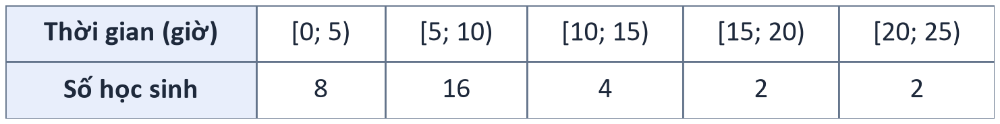 Thời gian (giờ) [0; 5) [5; 10) [10; 15) [15; 20) [20; 25)
Số học sinh 8 16 4 2 2